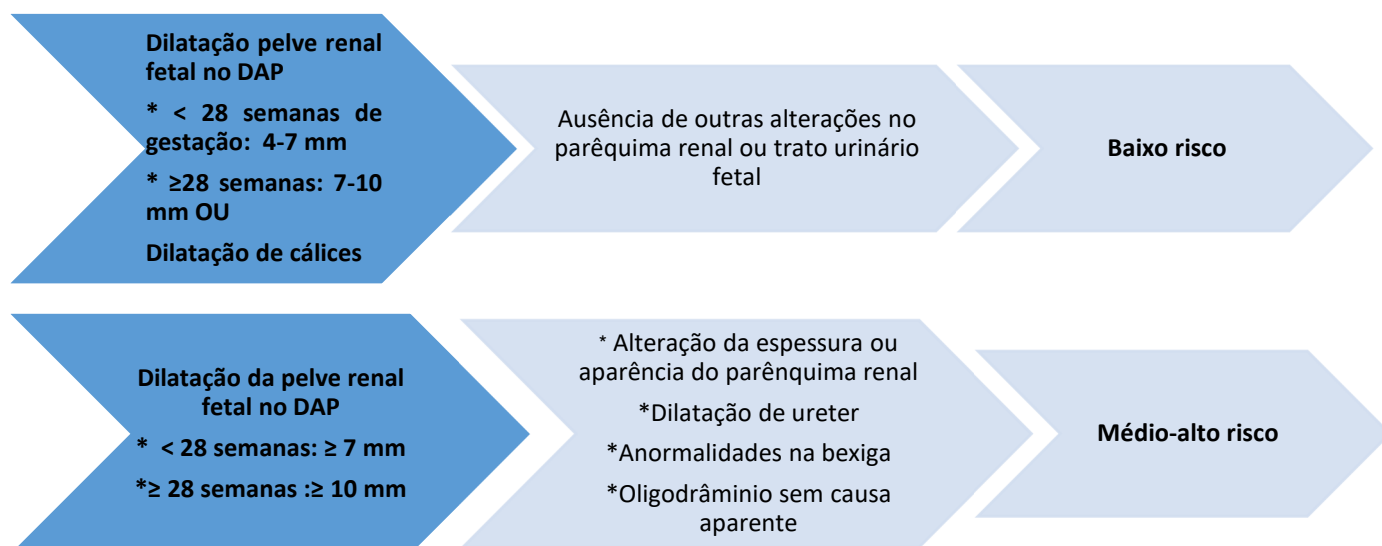 Dilatação pelve renal
fetal no DAP
* < 28 semanas de
gestação: 4-7 mm
* ≥28 semanas: 7-10
mm OU
Dilatação de cálices
Ausência de outras alterações no
parêquima renal ou trato urinário
fetal
Baixo risco
Dilatação da pelve renal
fetal no DAP
* < 28 semanas: ≥ 7 mm
*≥ 28 semanas :≥ 10 mm
* Alteração da espessura ou
aparência do parênquima renal
*Dilatação de ureter
*Anormalidades na bexiga
*Oligodrâminio sem causa
aparente
Médio-alto risco